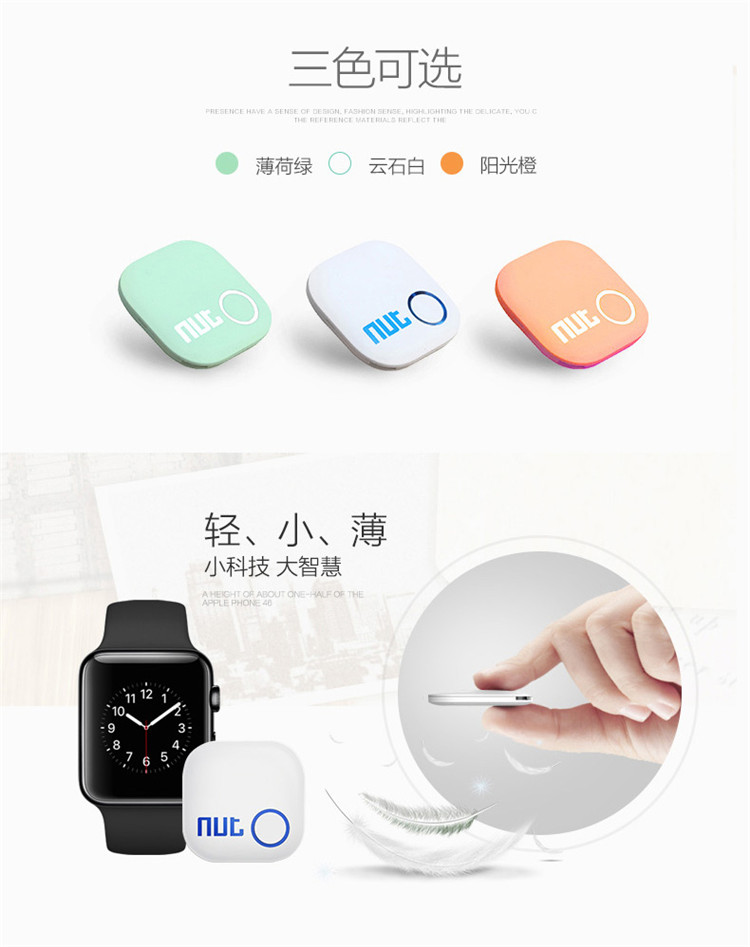 三色可选
PRESENCE HAVE A SENSE OF DESIGN, FASHION SENSE, HIGHLIGHTING THE DELICATE, YOU C
THE REFERENCE MATERIALS REFLECT THE
薄荷绿 云石白 阳光橙
nut nut nut
轻、小、薄
小科技 大智慧
A HEIGHT OF ABOUT ONE-HALF OF THE
APPLE PHONE 46
12
11 1
10 2
9 3
8 4
7 5
6
nut